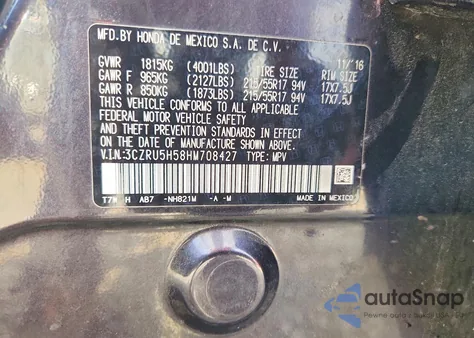 MFD.BY HONDA DE MEXICO S.A. DE C.V.
GVWR 1815KG (4001LBS) TIRE SIZE 11/'16 RIM SIZE
GAWR F 965KG (2127LBS) 215/55R17 94V 17X7.5J
GAWR R 850KG (1873LBS) 215/55R17 94V 17X7.5J
THIS VEHICLE CONFORMS TO ALL APPLICABLE
FEDERAL MOTOR VEHICLE SAFETY
AND THEFT PREVENTION STANDARDS IN EFFECT
ON THE DATE OF MANUFACTURE SHOWN ABOVE.
V.I.N:3CZRU5H58HM708427 TYPE: MPV
T7W H AB7 -NH821M -A -M MADE IN MEXICO
autoSnap